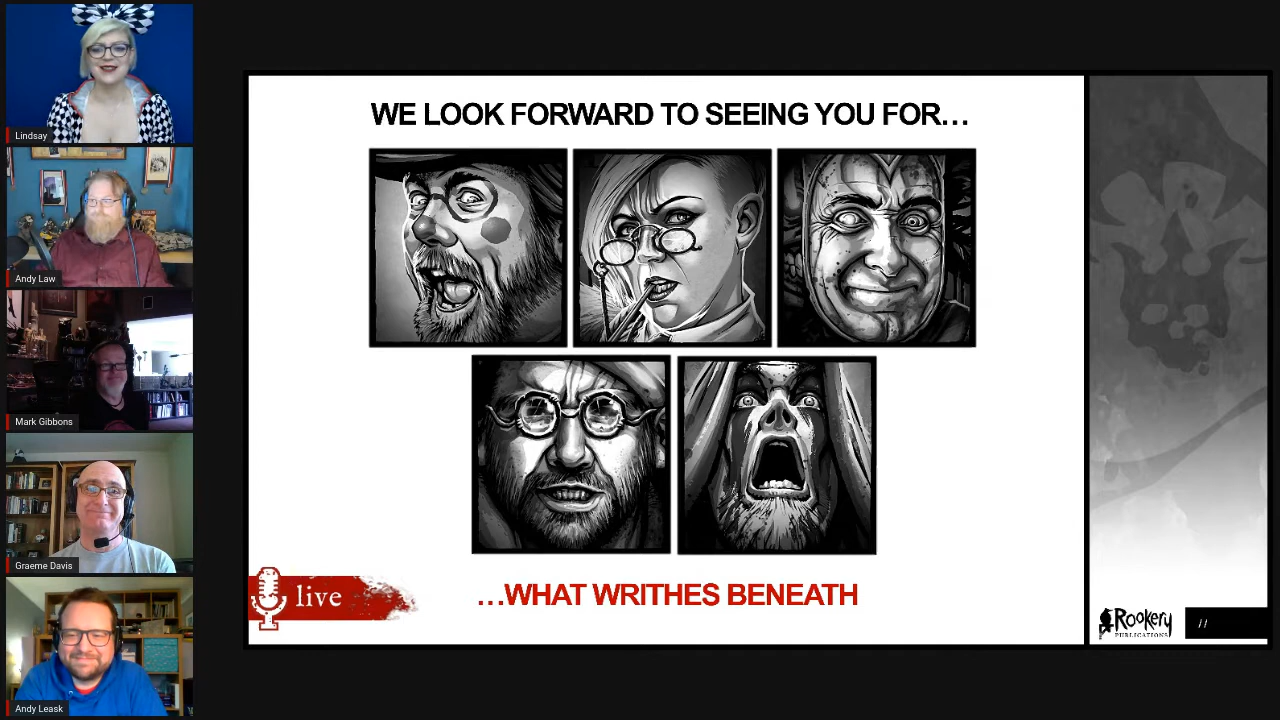 Lindsay
Andy Law
Mark Gibbons
Graeme Davis
Andy Leask
WE LOOK FORWARD TO SEEING YOU FOR...
live
...WHAT WRITHES BENEATH
Rookery
PUBLICATIONS
//